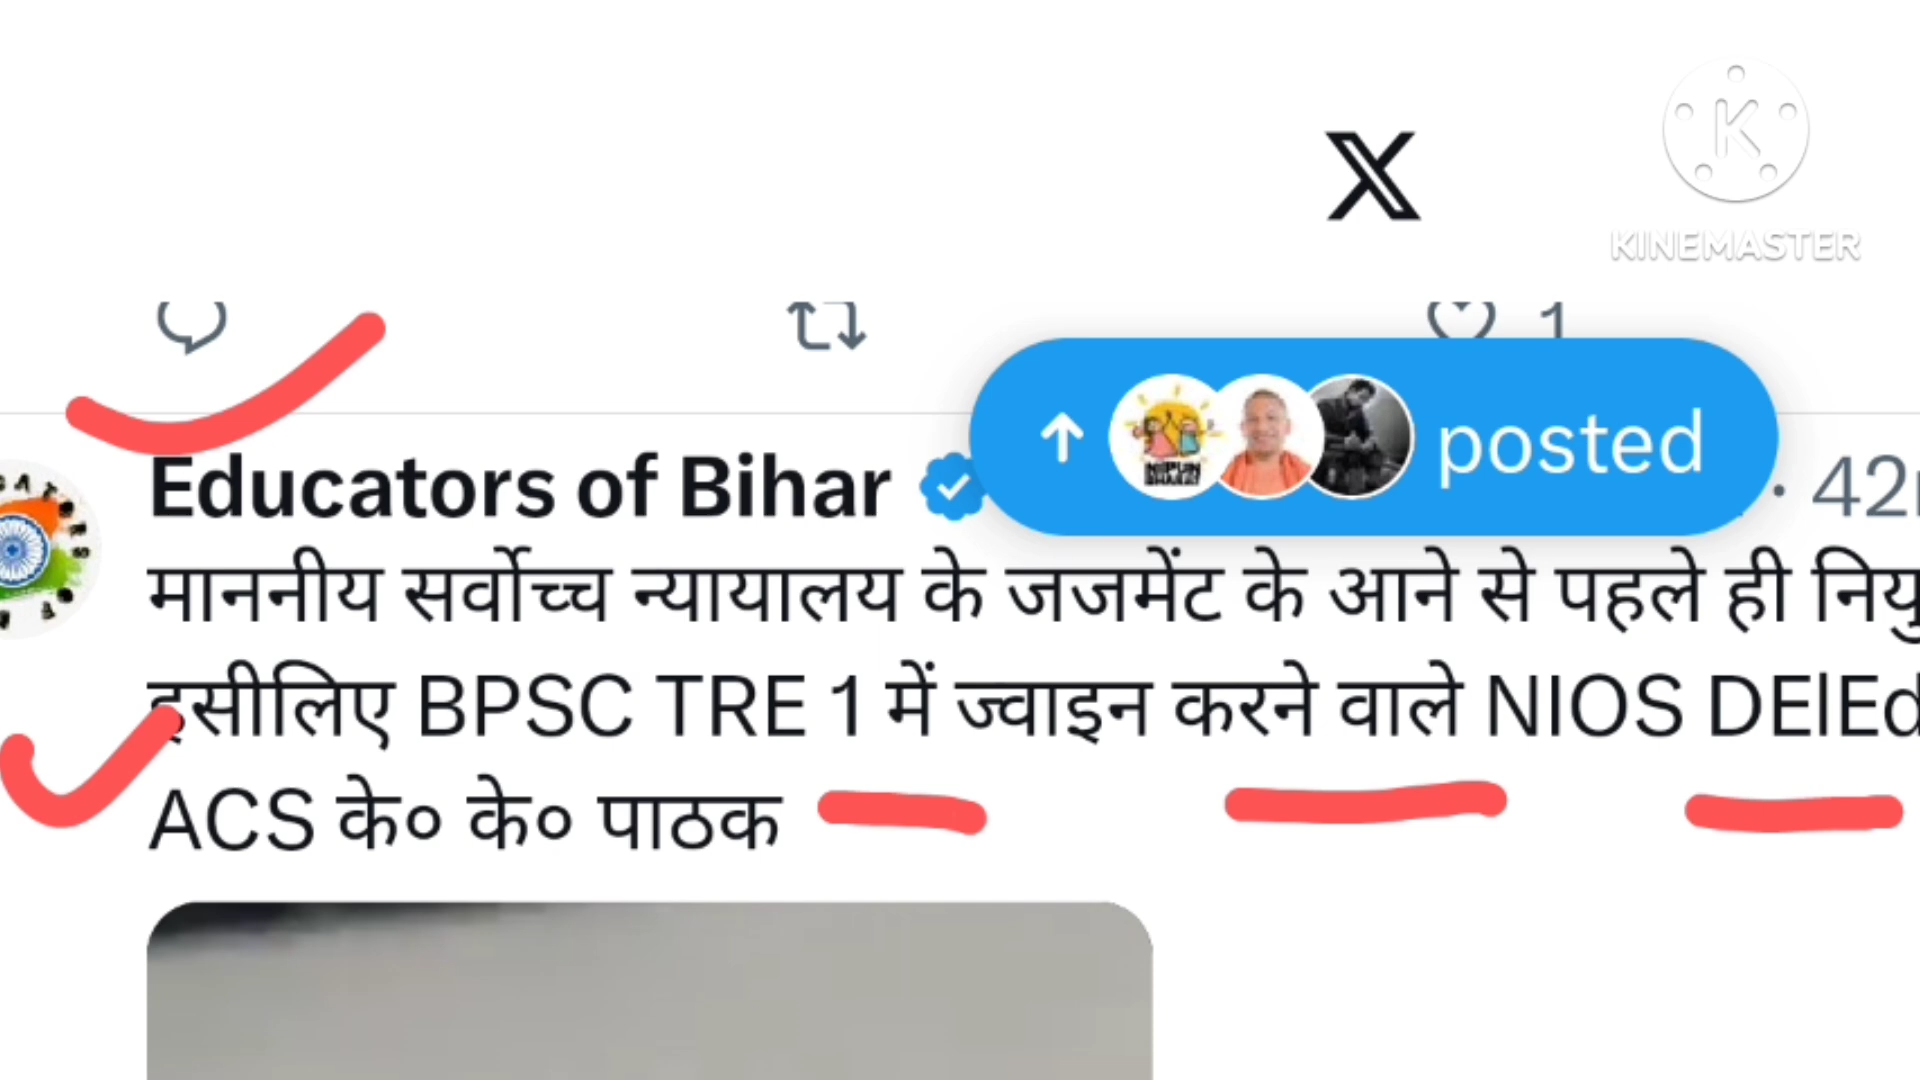 KINEMASTER
1
posted
Educators of Bihar
माननीय सर्वोच्च न्यायालय के जजमेंट के आने से पहले ही
इसीलिए BPSC TRE 1 में ज्वाइन करने वाले NIOS DElEd
ACS के० के० पाठक